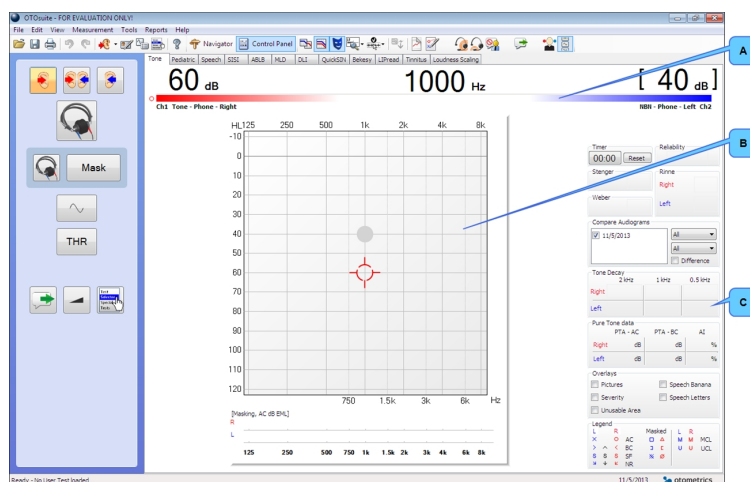 OTOsuite - FOR EVALUATION ONLY!
File Edit View Measurement Tools Reports Help
Navigator Control Panel
Tone Pediatric Speech SISI ABLB MLD DLI QuickSIN Bekesy LIPread Tinnitus Loudness Scaling
60 dB 1000 Hz [ 40 dB ]
Ch1 Tone - Phone - Right NBN - Phone - Left Ch2
A
B
C
Mask
THR
HL 125 250 500 1k 2k 4k 8k
-10
0
10
20
30
40
50
60
70
80
90
100
110
120
750 1.5k 3k 6k Hz
[Masking, AC dB EML]
R
L
125 250 500 750 1k 1.5k 2k 3k 4k 6k 8k
Timer Reliability
00:00 Reset
Stenger Rinne
Right
Weber
Left
Compare Audiograms
11/5/2013 All
All
Difference
Tone Decay
2 kHz 1 kHz 0.5 kHz
Right
Left
Pure Tone data
PTA - AC PTA - BC AI
Right dB dB %
Left dB dB %
Overlays
Pictures Speech Banana
Severity Speech Letters
Unusable Area
Legend
L R Masked L R
AC M M MCL
BC U U UCL
S S SF
NR
Ready - No User Test loaded 11/5/2013 otometrics